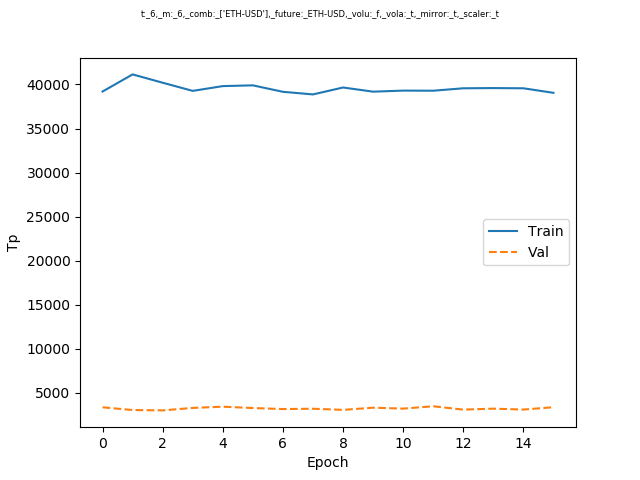 t:_6,_m:_6,_comb:_['ETH-USD'],_future:_ETH-USD,_volu:_f,_vola:_t,_mirror:_t,_scaler:_t
40000
35000
30000
25000
20000
15000
10000
5000
Tp
Train
Val
0 2 4 6 8 10 12 14
Epoch